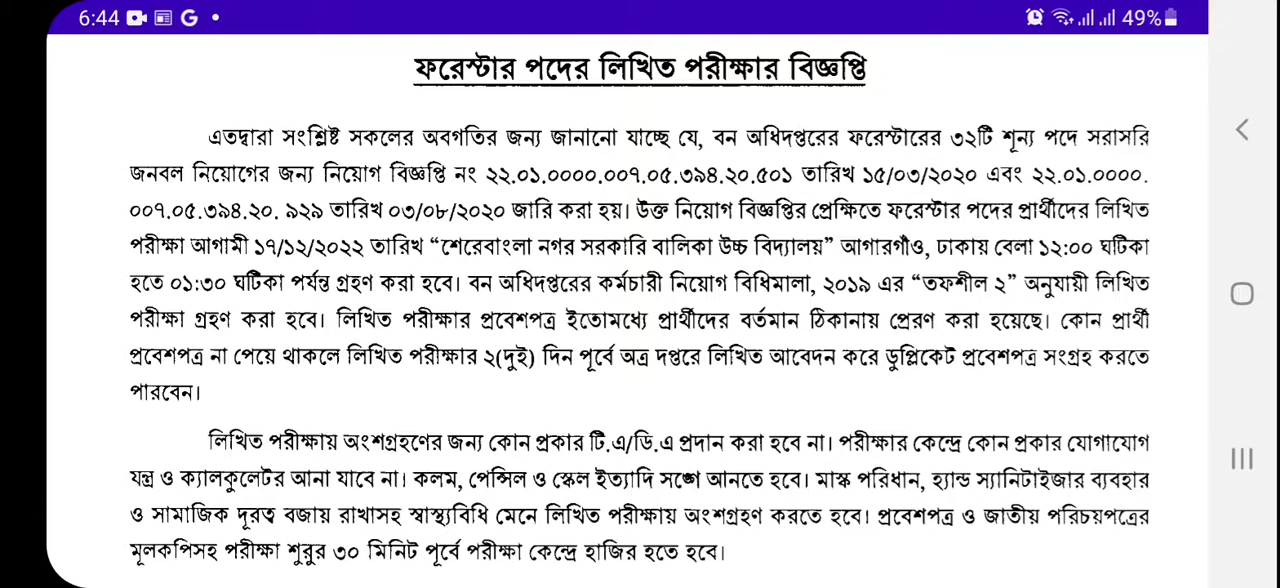 6:44
49%
ফরেস্টার পদের লিখিত পরীক্ষার বিজ্ঞপ্তি
এতদ্বারা সংশ্লিষ্ট সকলের অবগতির জন্য জানানো যাচ্ছে যে, বন অধিদপ্তরের ফরেস্টারের ৩২টি শূন্য পদে সরাসরি
জনবল নিয়োগের জন্য নিয়োগ বিজ্ঞপ্তি নং ২২.০১.০০০০.০০৭.০৫.৩৯৪.২০.৫০১ তারিখ ১৫/০৩/২০২০ এবং ২২.০১.০০০০.
০০৭.০৫.৩৯৪.২০. ৯২৯ তারিখ ০৩/০৮/২০২০ জারি করা হয়। উক্ত নিয়োগ বিজ্ঞপ্তির প্রেক্ষিতে ফরেস্টার পদের প্রার্থীদের লিখিত
পরীক্ষা আগামী ১৭/১২/২০২২ তারিখ “শেরেবাংলা নগর সরকারি বালিকা উচ্চ বিদ্যালয়” আগারগাঁও, ঢাকায় বেলা ১২:০০ ঘটিকা
হতে ০১:৩০ ঘটিকা পর্যন্ত গ্রহণ করা হবে। বন অধিদপ্তরের কর্মচারী নিয়োগ বিধিমালা, ২০১৯ এর “তফশীল ২” অনুযায়ী লিখিত
পরীক্ষা গ্রহণ করা হবে। লিখিত পরীক্ষার প্রবেশপত্র ইতোমধ্যে প্রার্থীদের বর্তমান ঠিকানায় প্রেরণ করা হয়েছে। কোন প্রার্থী
প্রবেশপত্র না পেয়ে থাকলে লিখিত পরীক্ষার ২(দুই) দিন পূর্বে অত্র দপ্তরে লিখিত আবেদন করে ডুপ্লিকেট প্রবেশপত্র সংগ্রহ করতে
পারবেন।
লিখিত পরীক্ষায় অংশগ্রহণের জন্য কোন প্রকার টি.এ/ডি.এ প্রদান করা হবে না। পরীক্ষার কেন্দ্রে কোন প্রকার যোগাযোগ
যন্ত্র ও ক্যালকুলেটর আনা যাবে না। কলম, পেন্সিল ও স্কেল ইত্যাদি সঙ্গে আনতে হবে। মাস্ক পরিধান, হ্যান্ড স্যানিটাইজার ব্যবহার
ও সামাজিক দূরত্ব বজায় রাখাসহ স্বাস্থ্যবিধি মেনে লিখিত পরীক্ষায় অংশগ্রহণ করতে হবে। প্রবেশপত্র ও জাতীয় পরিচয়পত্রের
মূলকপিসহ পরীক্ষা শুরুর ৩০ মিনিট পূর্বে পরীক্ষা কেন্দ্রে হাজির হতে হবে।